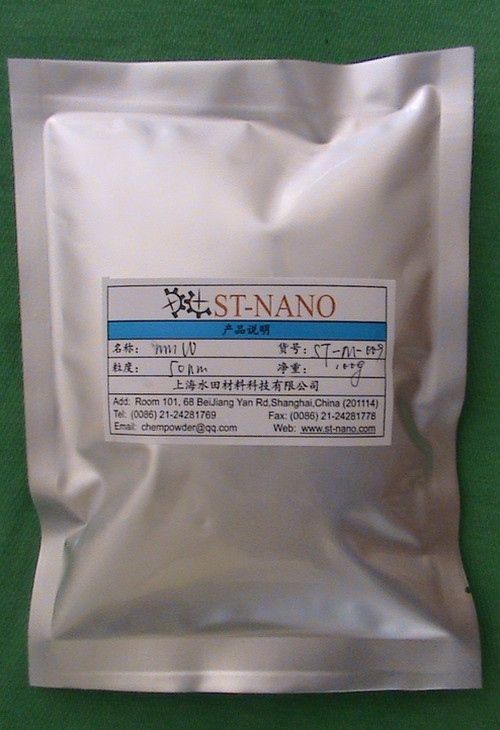 ST-NANO
产品说明
名称： 货号：ST-M-009
粒度：50nm 净重：100g
上海水田材料科技有限公司
Add: Room 101, 68 BeiJiang Yan Rd,Shanghai,China (201114)
Tel: (0086) 21-24281769 Fax: (0086) 21-24281778
Email: chempowder@qq.com Web: www.st-nano.com